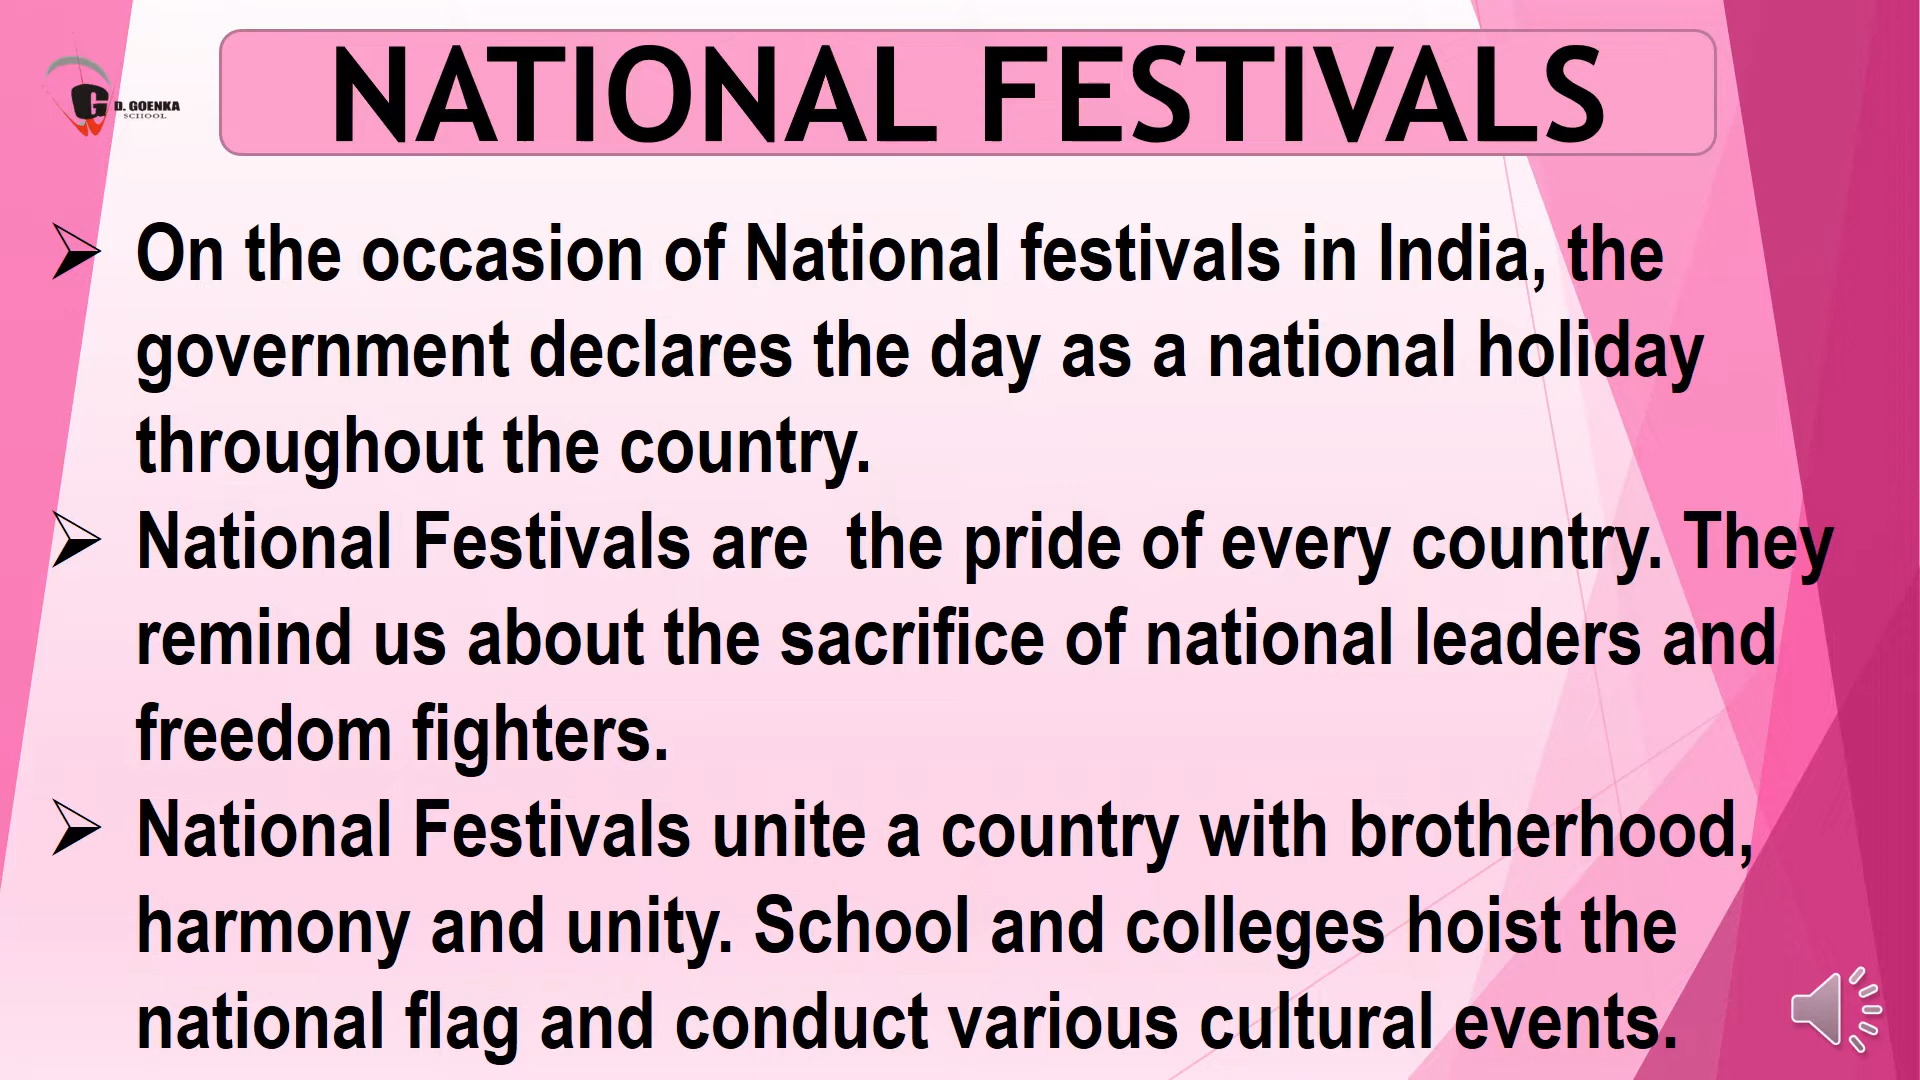 NATIONAL FESTIVALS
D. GOENKA
SCHOOL
➢ On the occasion of National festivals in India, the
government declares the day as a national holiday
throughout the country.
➢ National Festivals are  the pride of every country. They
remind us about the sacrifice of national leaders and
freedom fighters.
➢ National Festivals unite a country with brotherhood,
harmony and unity. School and colleges hoist the
national flag and conduct various cultural events.